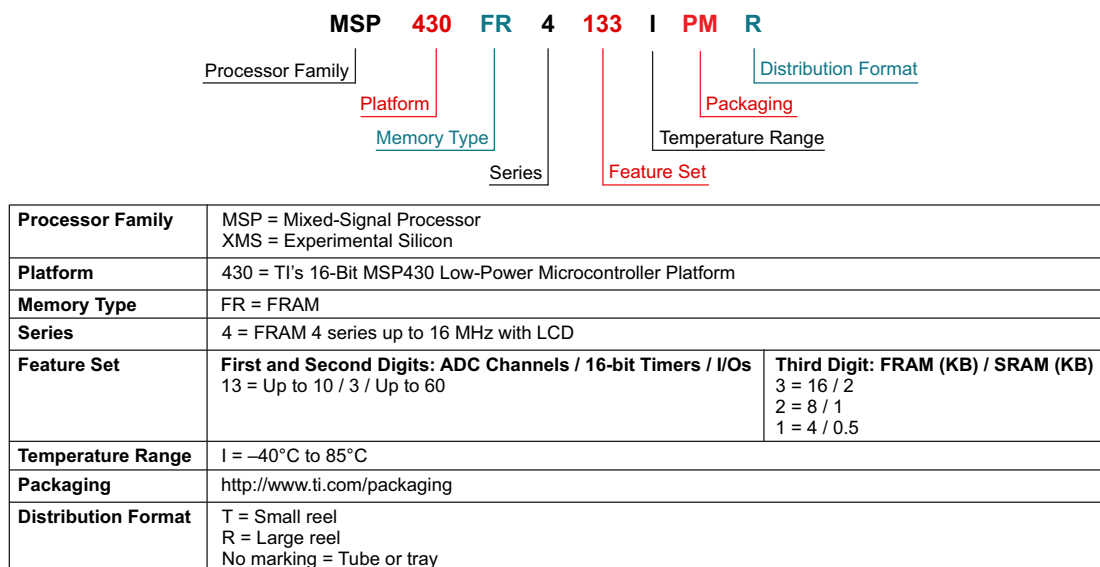 MSP 430 FR 4 133 I PM R
Processor Family
Distribution Format
Platform
Packaging
Memory Type
Temperature Range
Series
Feature Set
Processor Family
MSP = Mixed-Signal Processor
XMS = Experimental Silicon
Platform
430 = TI's 16-Bit MSP430 Low-Power Microcontroller Platform
Memory Type
FR = FRAM
Series
4 = FRAM 4 series up to 16 MHz with LCD
Feature Set
First and Second Digits: ADC Channels / 16-bit Timers / I/Os
13 = Up to 10 / 3 / Up to 60
Third Digit: FRAM (KB) / SRAM (KB)
3 = 16 / 2
2 = 8 / 1
1 = 4 / 0.5
Temperature Range
I = –40°C to 85°C
Packaging
http://www.ti.com/packaging
Distribution Format
T = Small reel
R = Large reel
No marking = Tube or tray